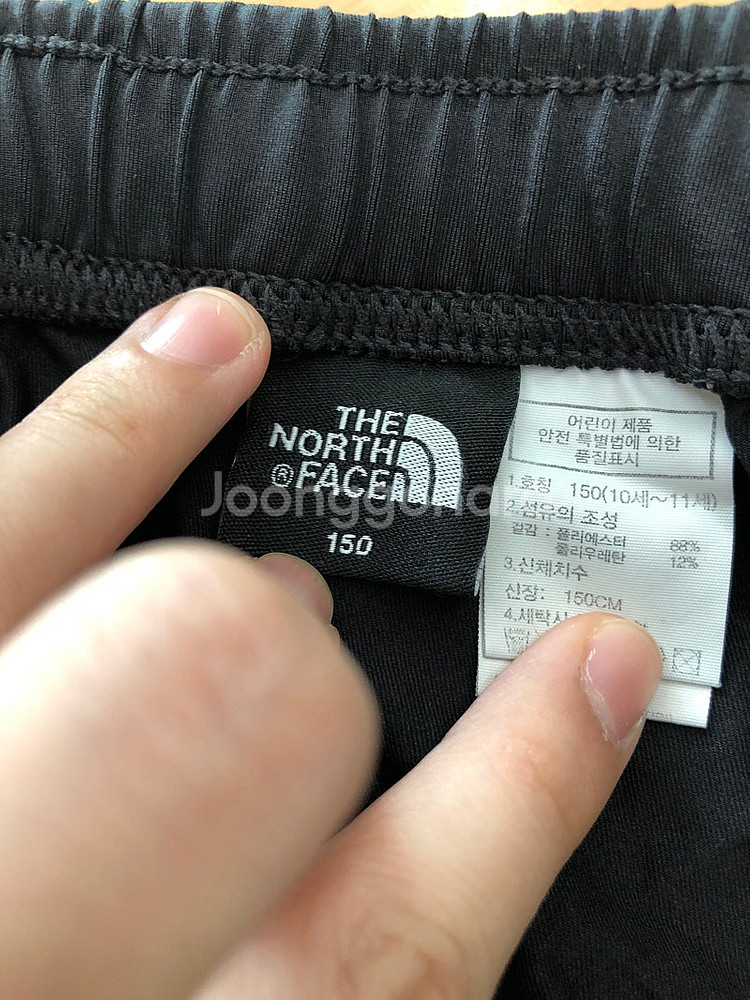 THE
NORTH
® FACE
150
어린이 제품
안전 특별법에 의한
품질표시
1.호칭 150(10세~11세)
2.섬유의 조성
겉감 : 폴리에스터 88%
폴리우레탄 12%
3.신체치수
신장: 150CM
4.세탁